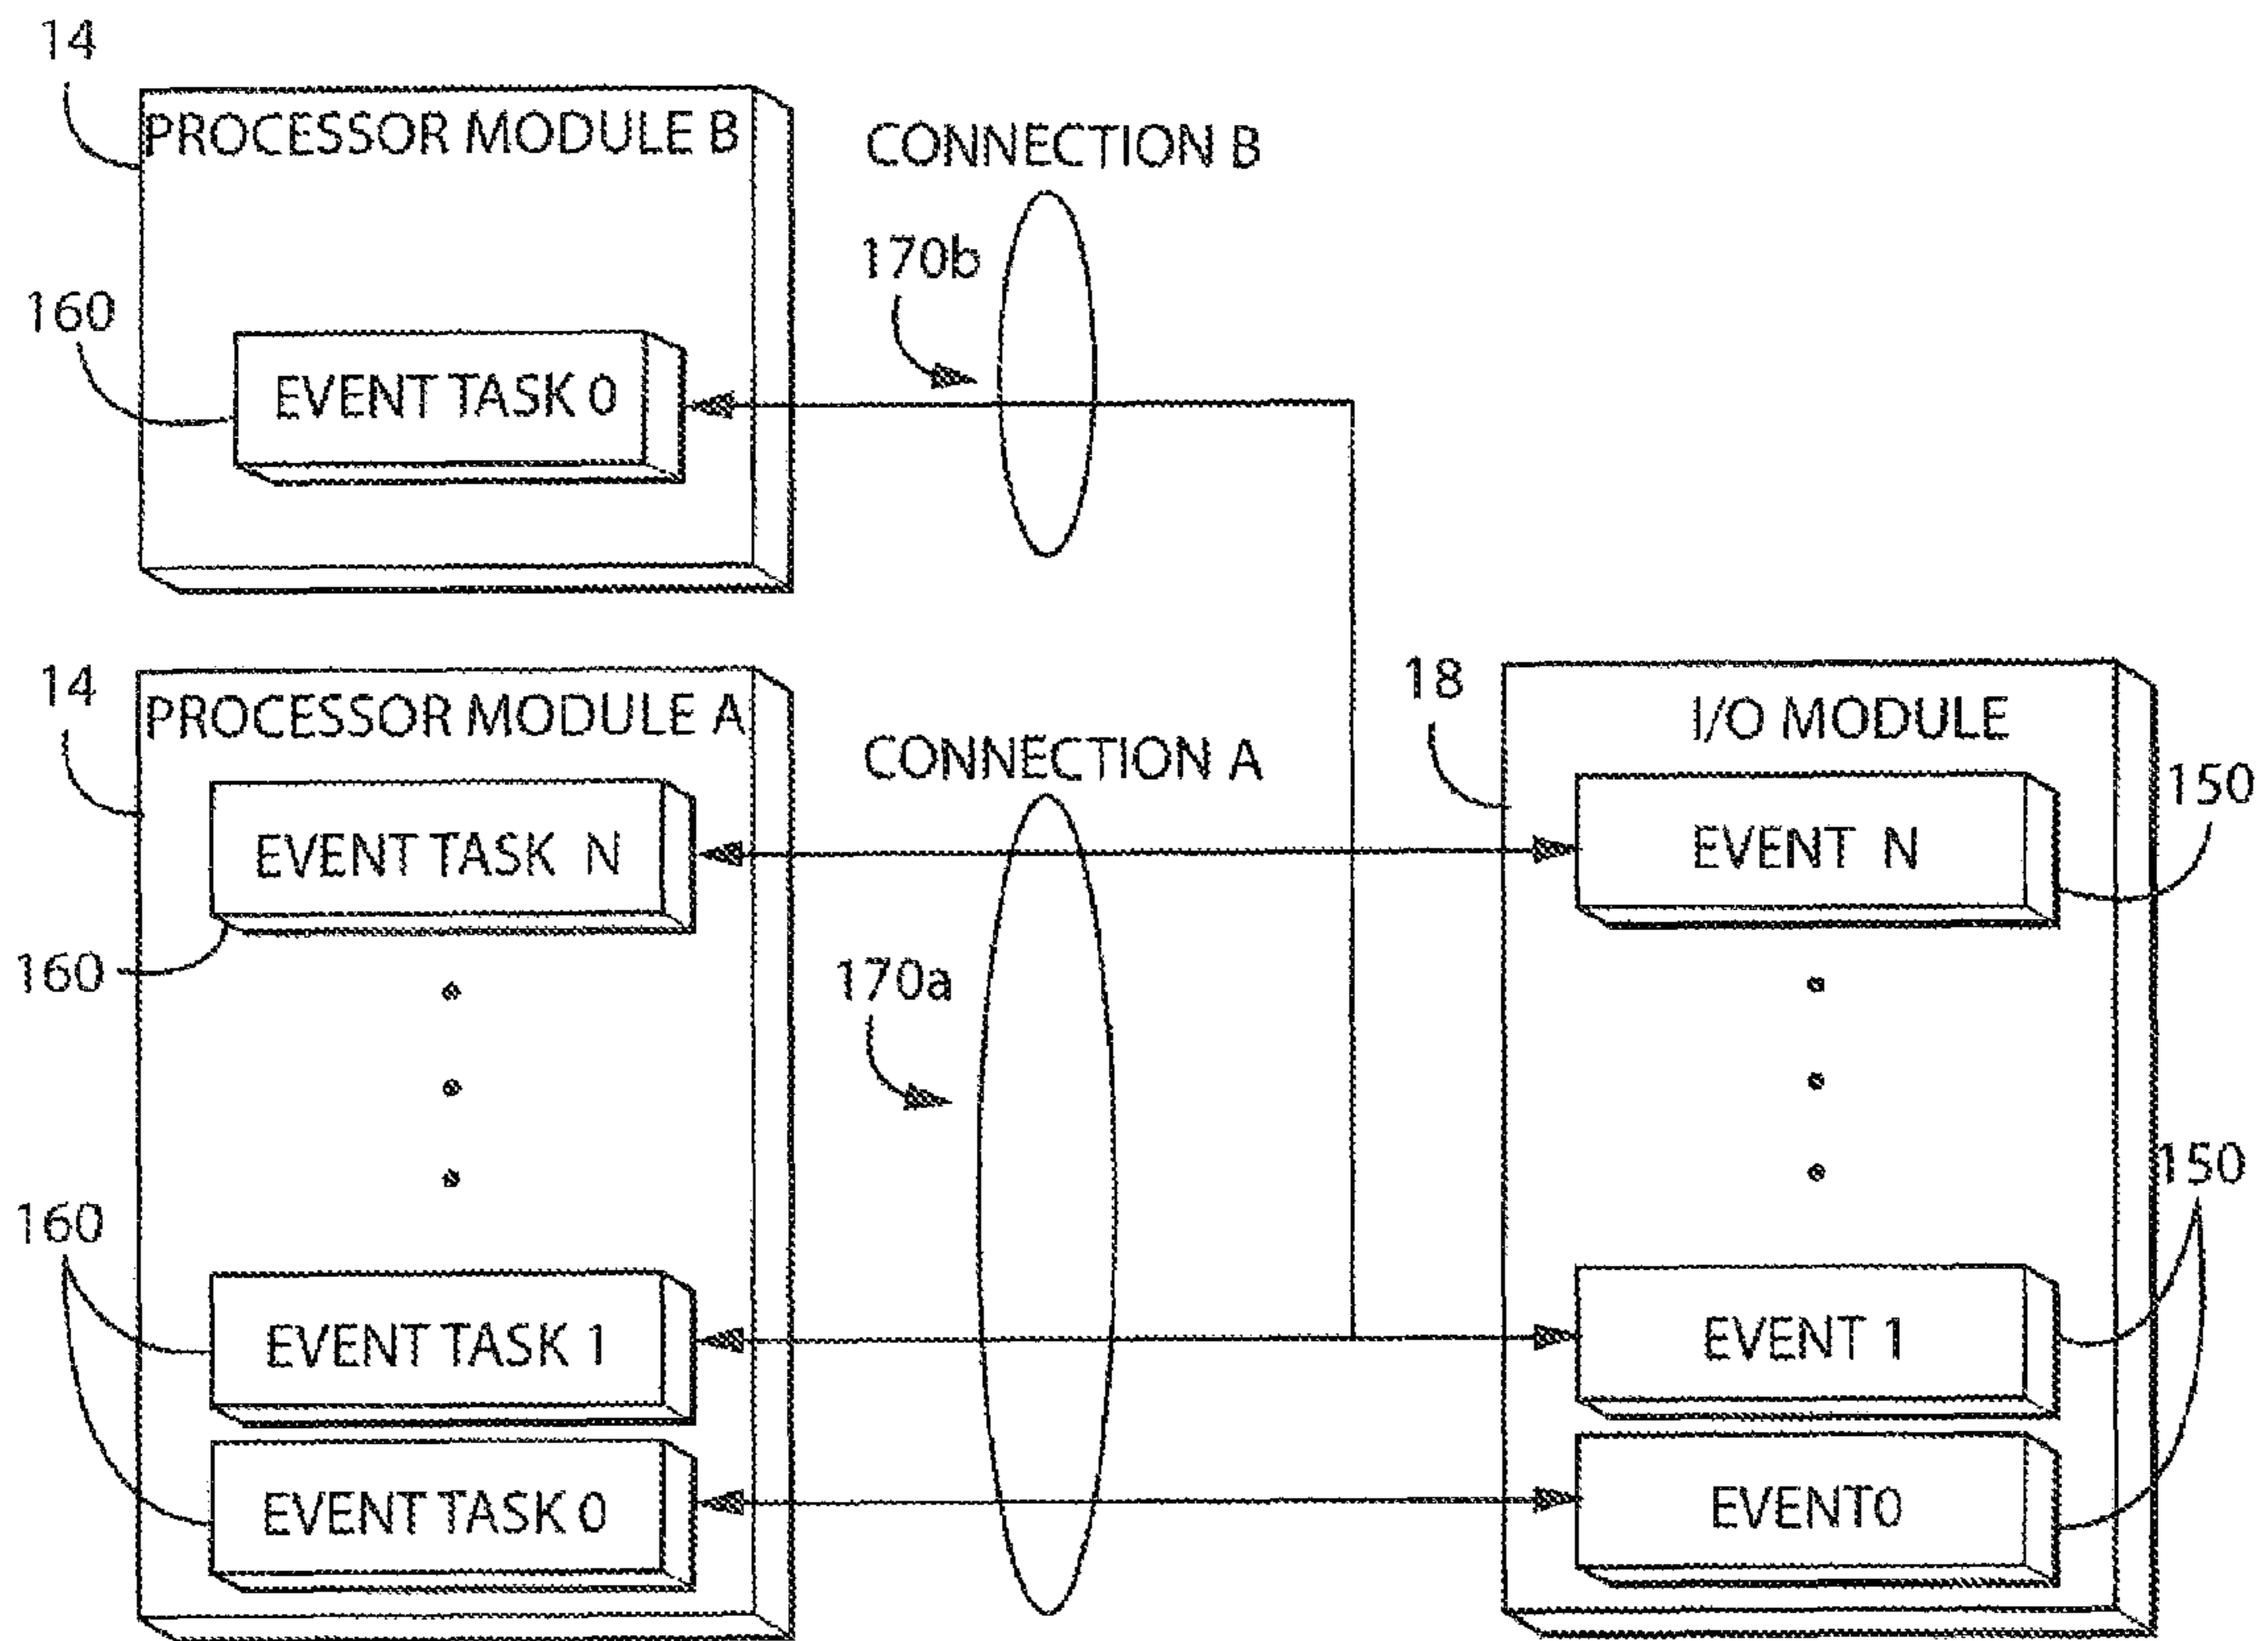 14
PROCESSOR MODULE B
CONNECTION B
170b
160
EVENT TASK 0
14
PROCESSOR MODULE A
CONNECTION A
18
I/O MODULE
150
EVENT TASK N
EVENT N
160
170a
150
160
EVENT TASK 1
EVENT 1
EVENT TASK 0
EVENT0